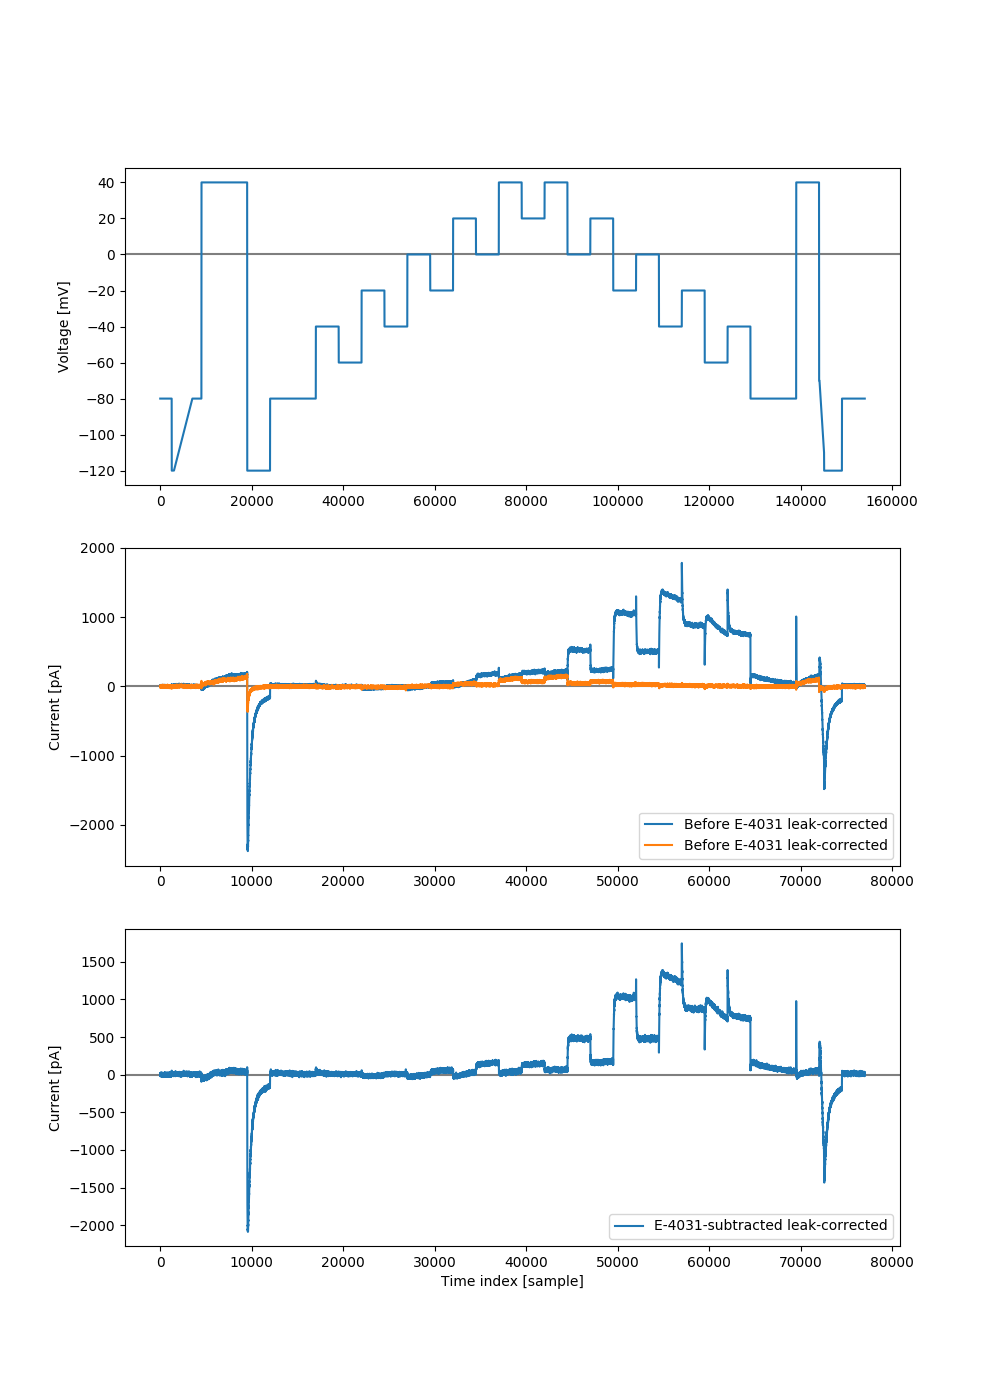 40
20
0
−20
−40
−60
−80
−100
−120
Voltage [mV]
0 20000 40000 60000 80000 100000 120000 140000 160000
2000
1000
0
−1000
−2000
Current [pA]
Before E-4031 leak-corrected
Before E-4031 leak-corrected
0 10000 20000 30000 40000 50000 60000 70000 80000
1500
1000
500
0
−500
−1000
−1500
−2000
Current [pA]
E-4031-subtracted leak-corrected
0 10000 20000 30000 40000 50000 60000 70000 80000
Time index [sample]